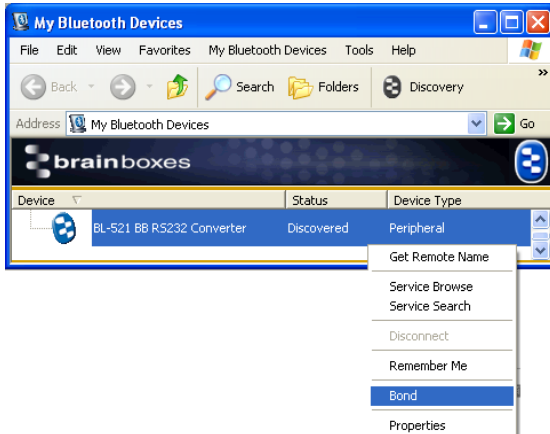 My Bluetooth Devices
File Edit View Favorites My Bluetooth Devices Tools Help
Back Search Folders Discovery »
Address My Bluetooth Devices Go
brainboxes
Device Status Device Type
BL-521 BB RS232 Converter Discovered Peripheral
Get Remote Name
Service Browse
Service Search
Disconnect
Remember Me
Bond
Properties